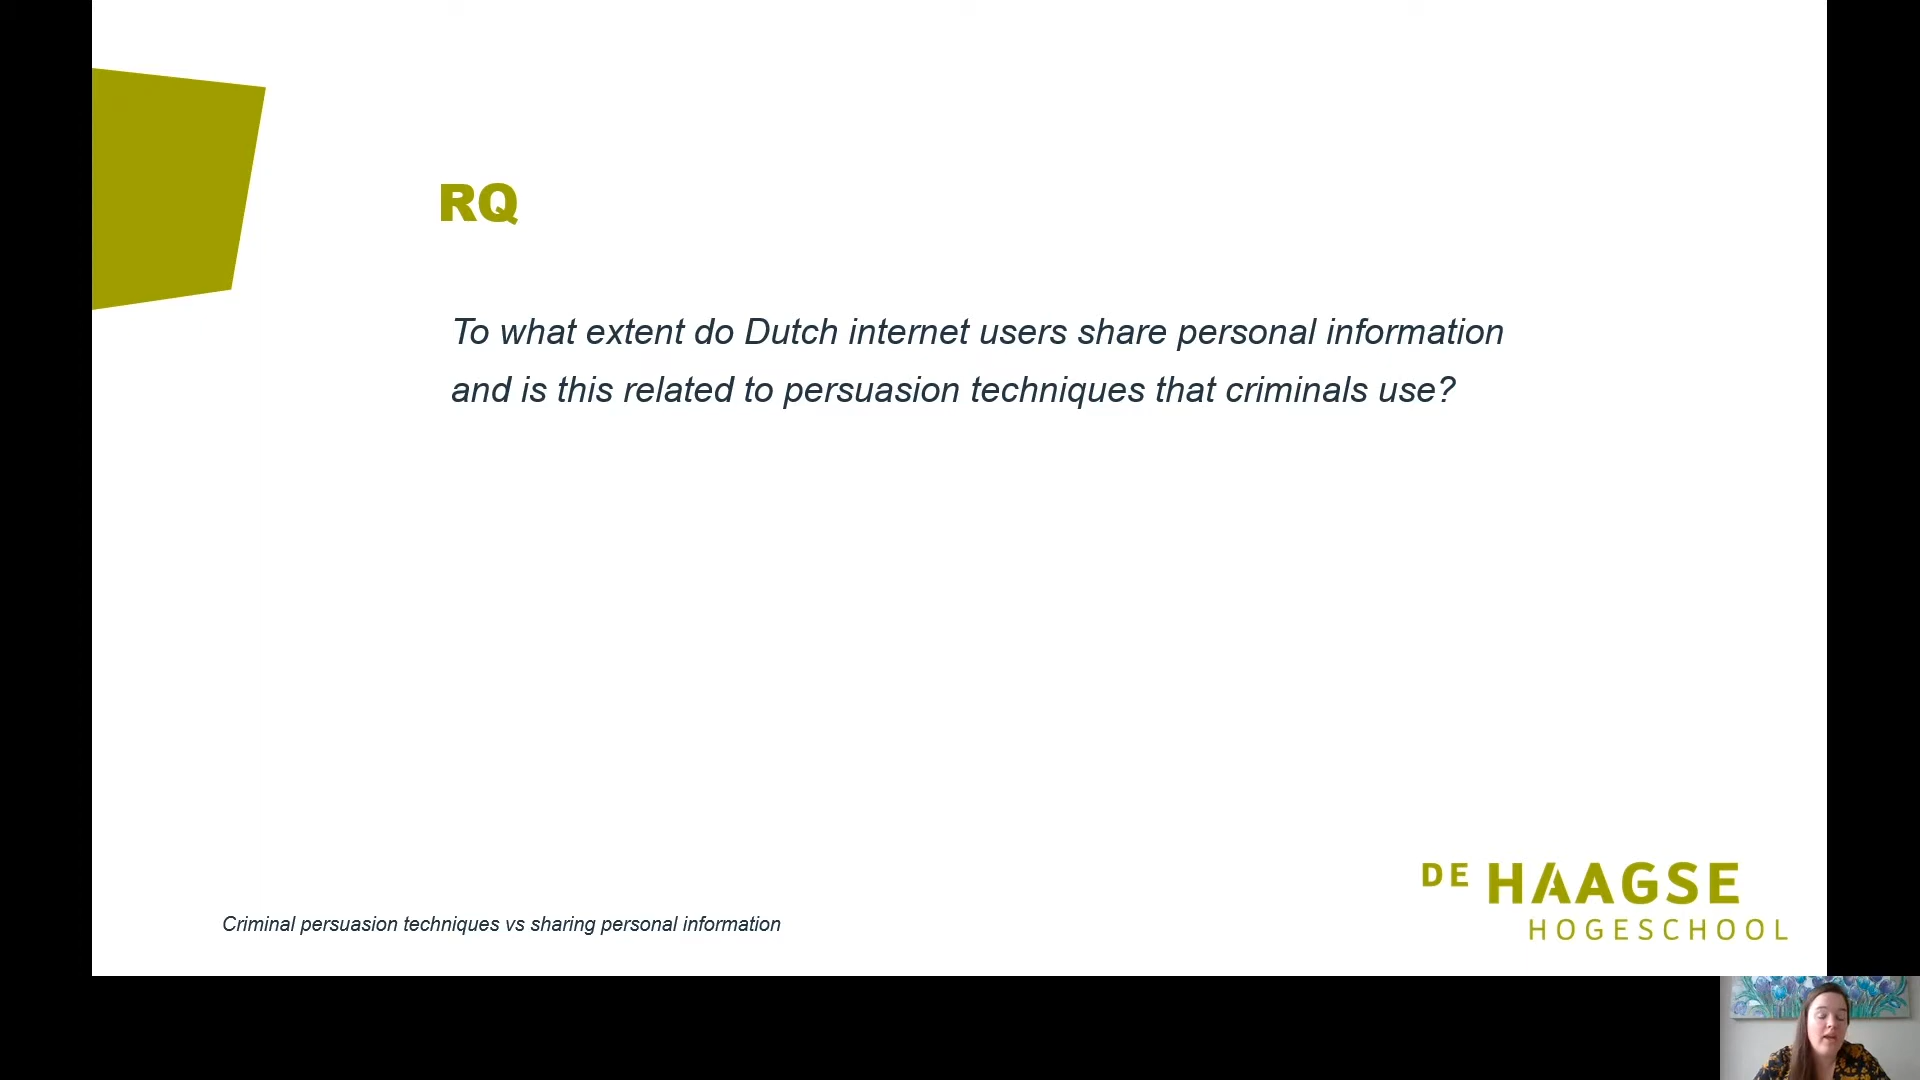 RQ
To what extent do Dutch internet users share personal information
and is this related to persuasion techniques that criminals use?
DE HAAGSE
HOGESCHOOL
Criminal persuasion techniques vs sharing personal information